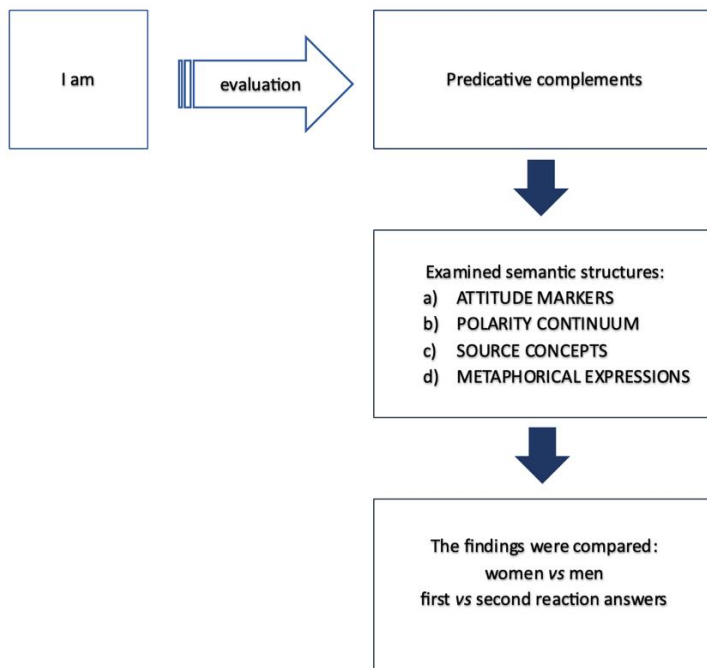 I am
evaluation
Predicative complements
Examined semantic structures:
a) ATTITUDE MARKERS
b) POLARITY CONTINUUM
c) SOURCE CONCEPTS
d) METAPHORICAL EXPRESSIONS
The findings were compared:
women vs men
first vs second reaction answers